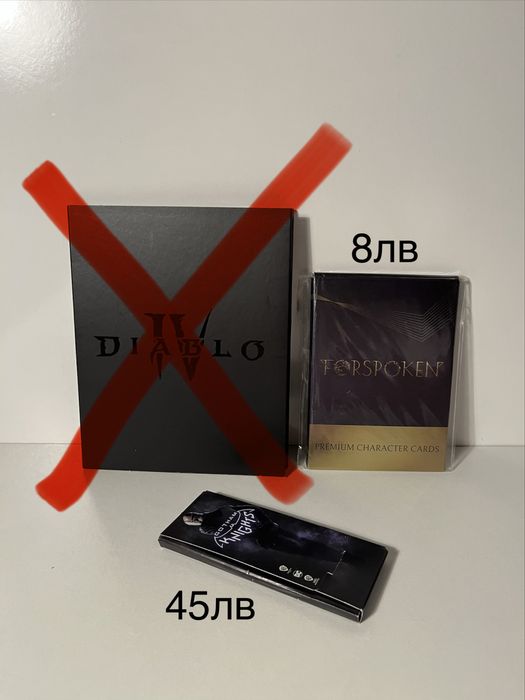 8лв
DIABLO
IV
FORSPOKEN
PREMIUM CHARACTER CARDS
GOTHAM
KNIGHTS
45лв